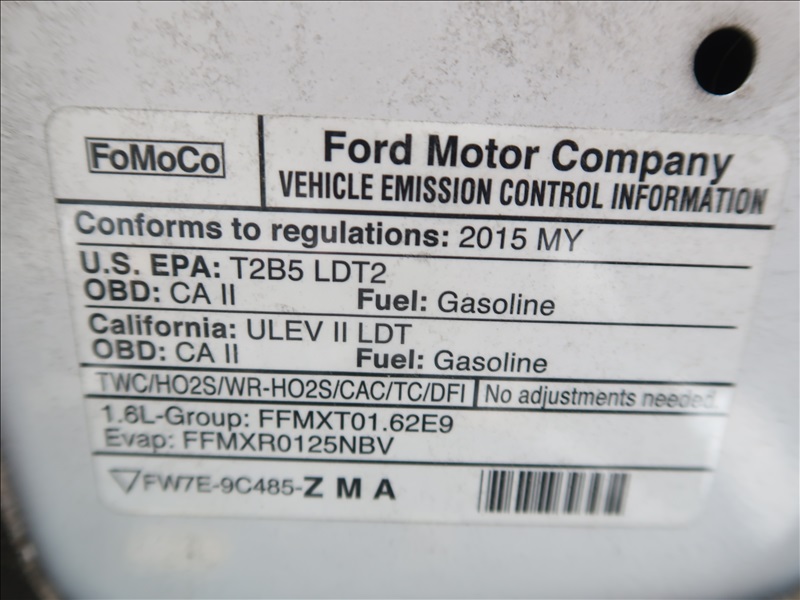 FoMoCo
Ford Motor Company
VEHICLE EMISSION CONTROL INFORMATION
Conforms to regulations: 2015 MY
U.S. EPA: T2B5 LDT2
OBD: CA II Fuel: Gasoline
California: ULEV II LDT
OBD: CA II Fuel: Gasoline
TWC/HO2S/WR-HO2S/CAC/TC/DFI No adjustments needed.
1.6L-Group: FFMXT01.62E9
Evap: FFMXR0125NBV
FW7E-9C485-Z M A